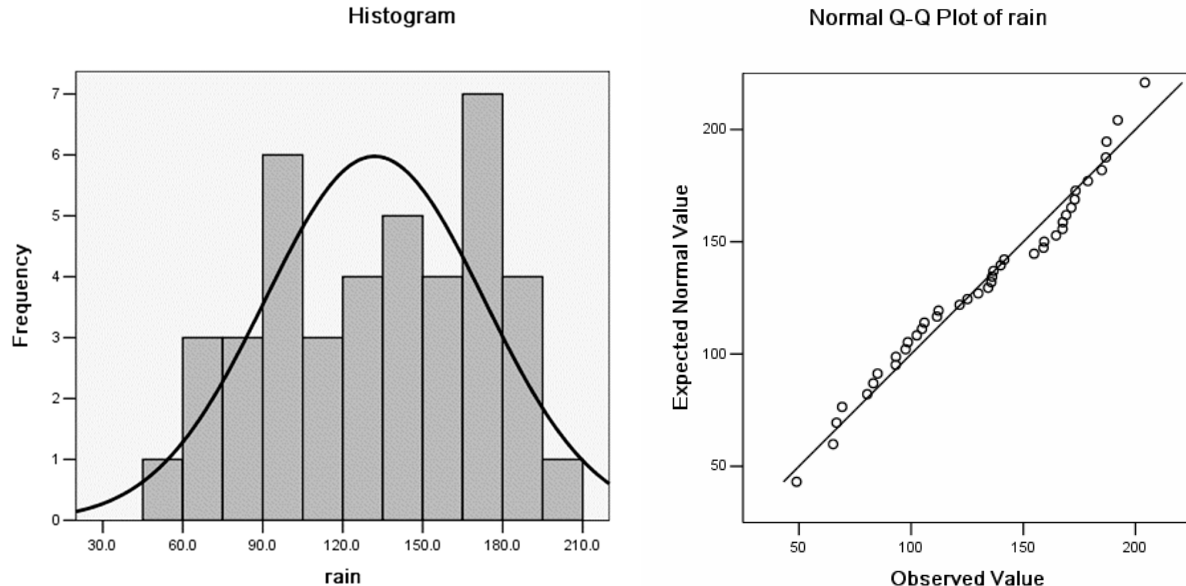 Histogram
7
6
5
4
3
2
1
0
Frequency
30.0 60.0 90.0 120.0 150.0 180.0 210.0
rain
Normal Q-Q Plot of rain
200
150
100
50
Expected Normal Value
50 100 150 200
Observed Value